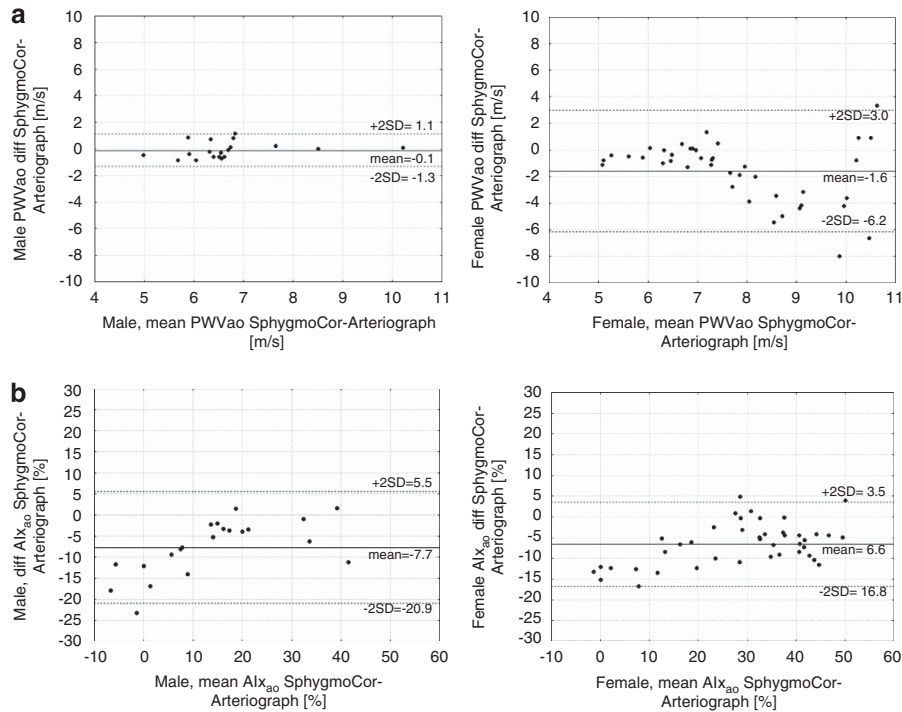 a
Male PWVao diff SphygmoCor-
Arteriograph [m/s]
10
8
6
4
2
0
-2
-4
-6
-8
-10
+2SD= 1.1
mean=-0.1
-2SD= -1.3
4 5 6 7 8 9 10 11
Male, mean PWVao SphygmoCor-Arteriograph
[m/s]
Female PWVao diff SphygmoCor-
Arteriograph [m/s]
10
8
6
4
2
0
-2
-4
-6
-8
-10
+2SD=3.0
mean=-1.6
-2SD= -6.2
4 5 6 7 8 9 10 11
Female, mean PWVao SphygmoCor-
Arteriograph [m/s]
b
Male, diff AIx_ao SphygmoCor-
Arteriograph [%]
30
25
20
15
10
5
0
-5
-10
-15
-20
-25
-30
+2SD=5.5
mean=-7.7
-2SD=-20.9
-10 0 10 20 30 40 50 60
Male, mean AIx_ao SphygmoCor-
Arteriograph [%]
Female AIx_ao diff SphygmoCor-
Arteriograph [%]
30
25
20
15
10
5
0
-5
-10
-15
-20
-25
-30
+2SD= 3.5
mean= 6.6
-2SD= 16.8
-10 0 10 20 30 40 50 60
Female, mean AIx_ao SphygmoCor-
Arteriograph [%]